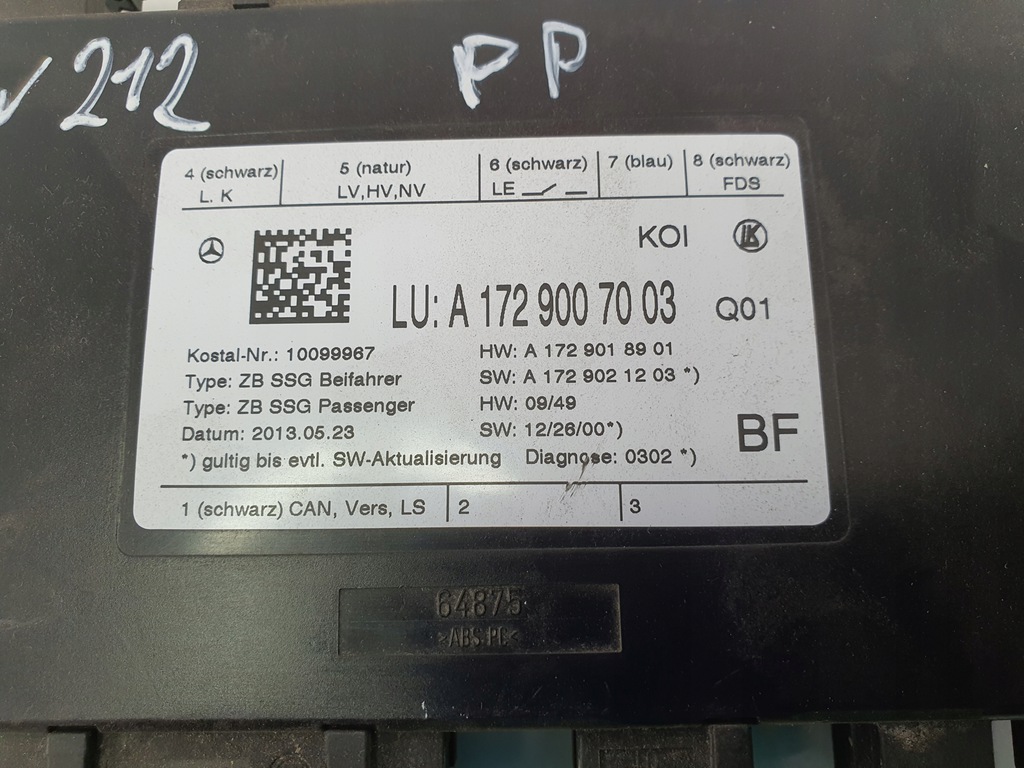 212 PP
4 (schwarz) 5 (natur) 6 (schwarz) 7 (blau) 8 (schwarz)
L. K LV,HV,NV LE FDS
KOI LK
LU: A 172 900 70 03 Q01
Kostal-Nr.: 10099967 HW: A 172 901 89 01
Type: ZB SSG Beifahrer SW: A 172 902 12 03 *)
Type: ZB SSG Passenger HW: 09/49
Datum: 2013.05.23 SW: 12/26/00*)
BF
*) gultig bis evtl. SW-Aktualisierung Diagnose: 0302 *)
1 (schwarz) CAN, Vers, LS 2 3
64875
>ABS PC<